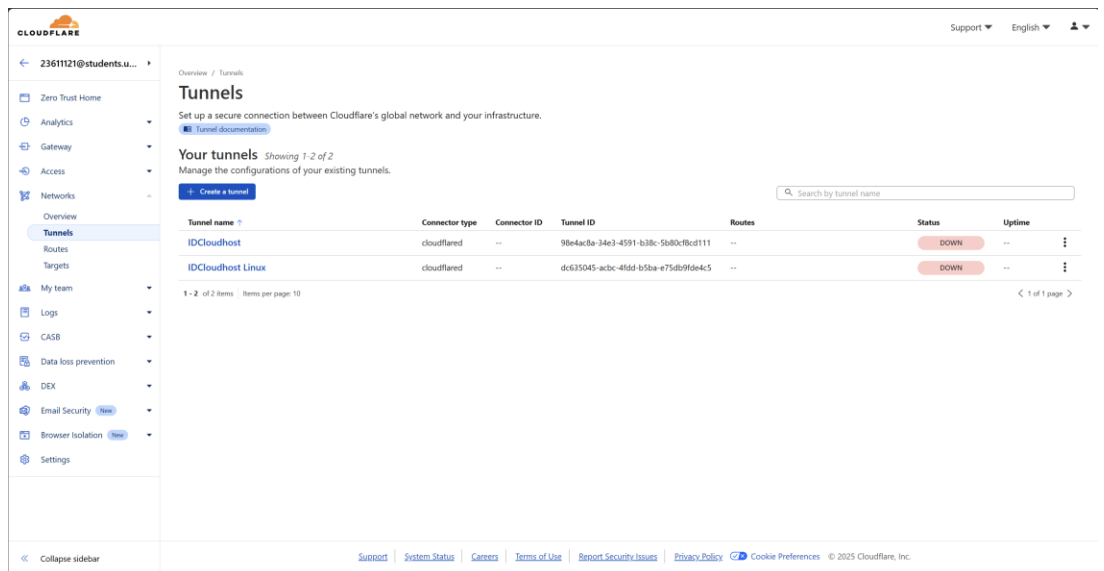 CLOUDFLARE
Support
English
23611121@students.u...
Zero Trust Home
Analytics
Gateway
Access
Networks
Overview
Tunnels
Routes
Targets
My team
Logs
CASB
Data loss prevention
DEX
Email Security New
Browser Isolation New
Settings
Collapse sidebar
Overview / Tunnels
Tunnels
Set up a secure connection between Cloudflare's global network and your infrastructure.
Tunnel documentation
Your tunnels Showing 1-2 of 2
Manage the configurations of your existing tunnels.
+ Create a tunnel
Search by tunnel name
Tunnel name ↑ Connector type Connector ID Tunnel ID Routes Status Uptime
IDCloudhost cloudflared -- 98e4ac8a-34e3-4591-b38c-5b80cf8cd111 -- DOWN --
IDCloudhost Linux cloudflared -- dc635045-acbc-4fdd-b5ba-e75db9fde4c5 -- DOWN --
1 - 2 of 2 items Items per page: 10
< 1 of 1 page >
Support System Status Careers Terms of Use Report Security Issues Privacy Policy Cookie Preferences © 2025 Cloudflare, Inc.